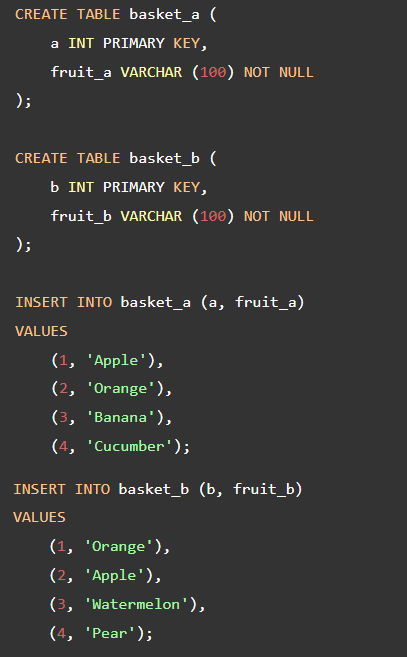 CREATE TABLE basket_a (
    a INT PRIMARY KEY,
    fruit_a VARCHAR (100) NOT NULL
);

CREATE TABLE basket_b (
    b INT PRIMARY KEY,
    fruit_b VARCHAR (100) NOT NULL
);

INSERT INTO basket_a (a, fruit_a)
VALUES
    (1, 'Apple'),
    (2, 'Orange'),
    (3, 'Banana'),
    (4, 'Cucumber');
INSERT INTO basket_b (b, fruit_b)
VALUES
    (1, 'Orange'),
    (2, 'Apple'),
    (3, 'Watermelon'),
    (4, 'Pear');